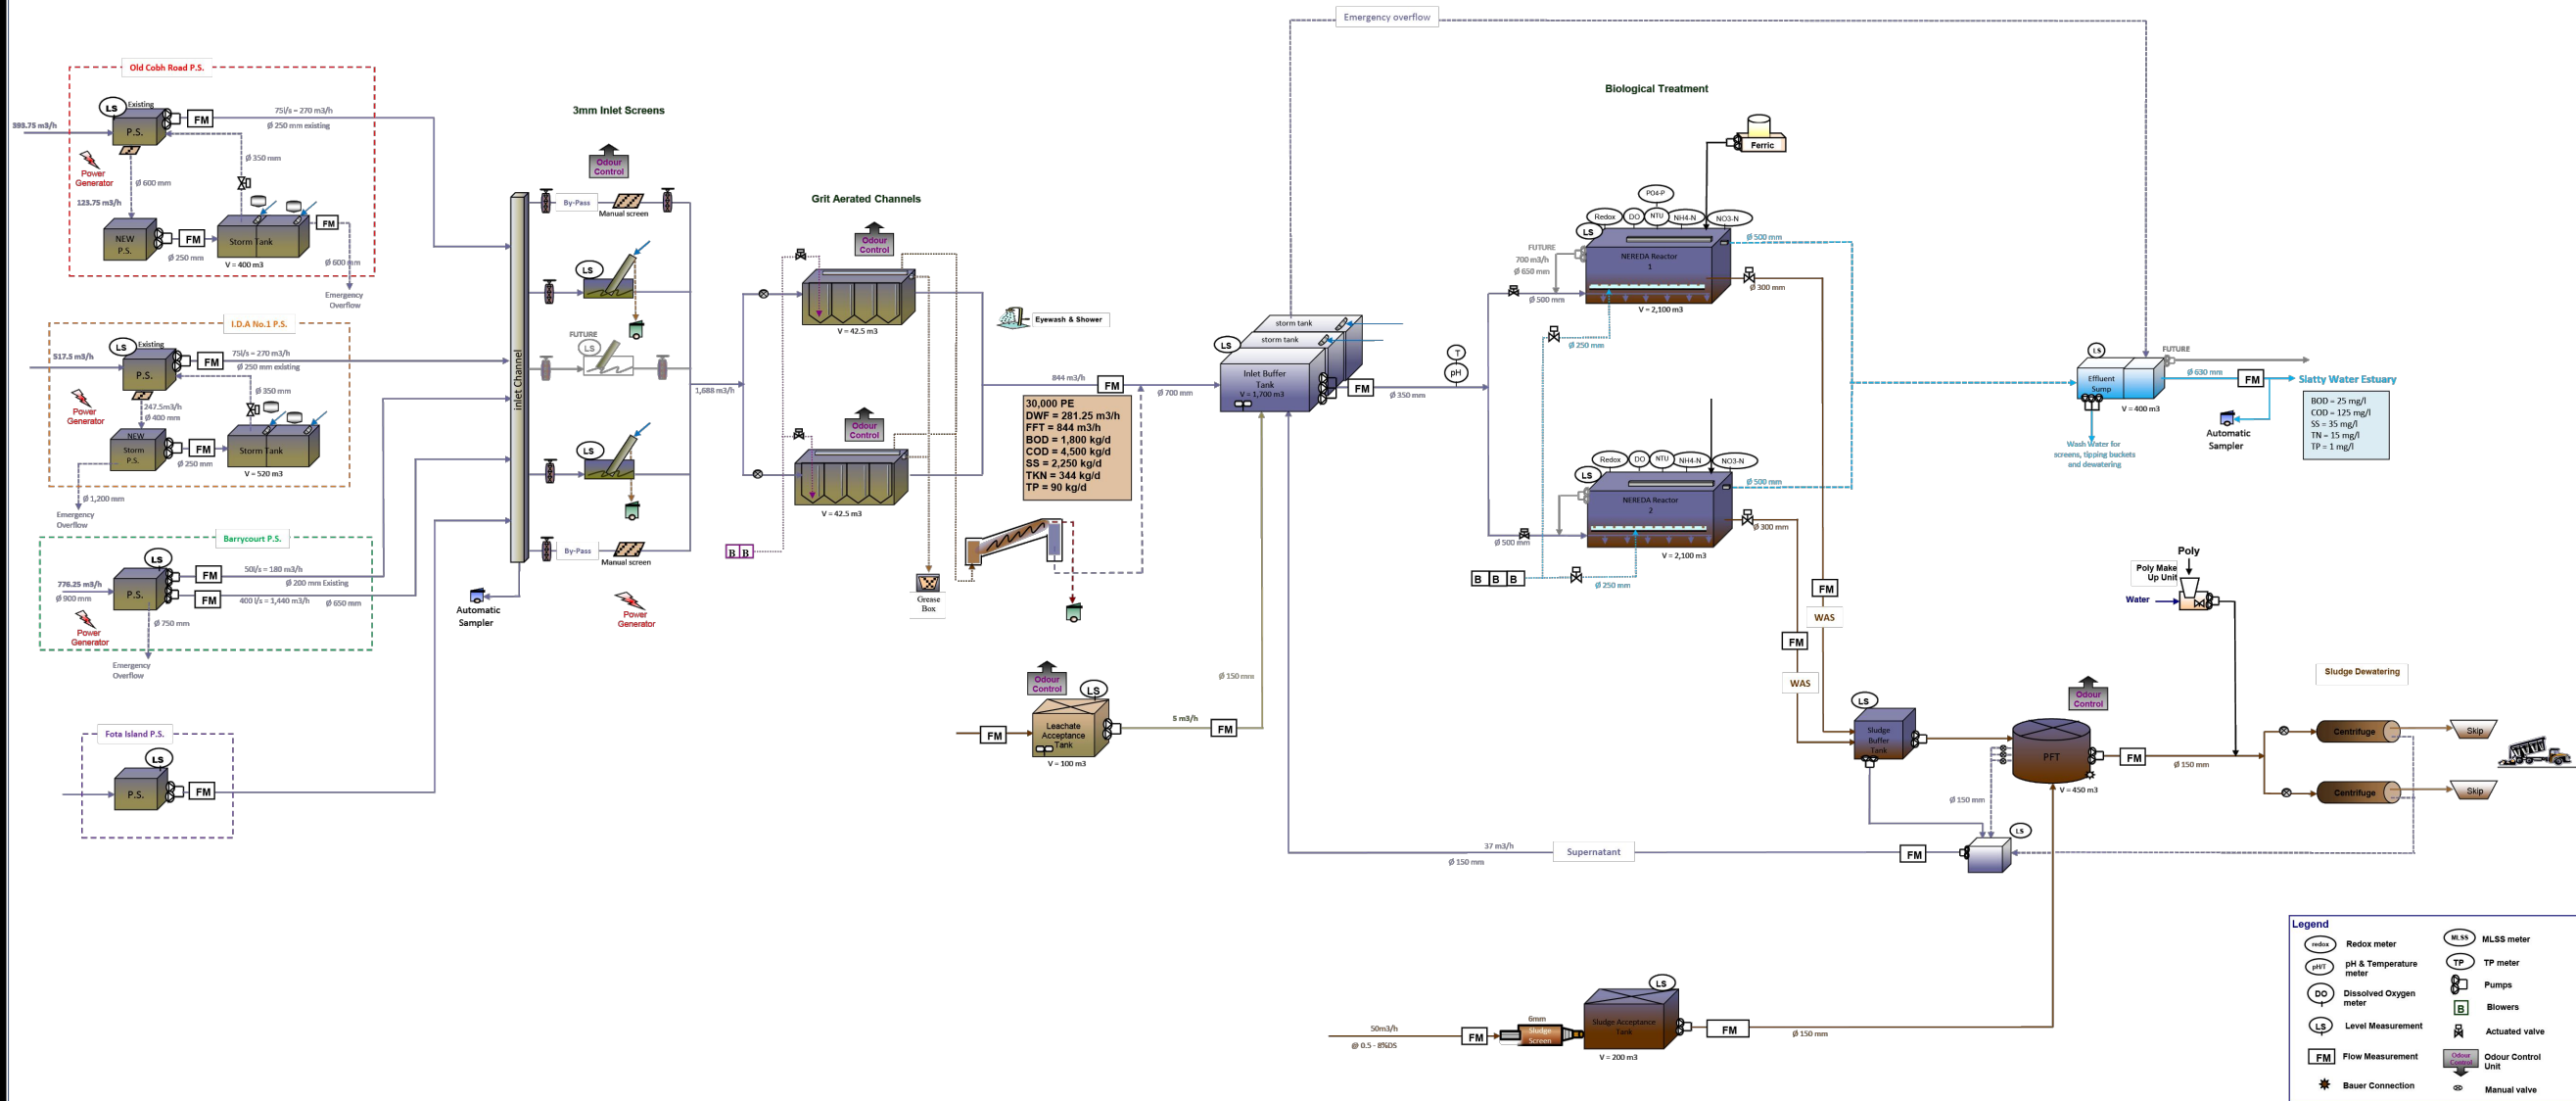 Emergency overflow
Old Cobh Road P.S.
LS
Existing
P.S.
FM
75l/s = 270 m3/h
Ø 250 mm existing
393.75 m3/h
Power
Generator
Ø 350 mm
Ø 600 mm
123.75 m3/h
NEW
P.S.
FM
Ø 250 mm
Storm Tank
V = 400 m3
FM
Ø 600 mm
Emergency
Overflow
I.D.A No.1 P.S.
LS
Existing
P.S.
FM
75l/s = 270 m3/h
Ø 250 mm existing
517.5 m3/h
Power
Generator
Ø 350 mm
247.5m3/h
Ø 400 mm
NEW
Storm
P.S.
FM
Ø 250 mm
Storm Tank
V = 520 m3
Ø 1,200 mm
Emergency
Overflow
Barrycourt P.S.
LS
P.S.
776.25 m3/h
Ø 900 mm
FM
50l/s = 180 m3/h
Ø 200 mm Existing
FM
400 l/s = 1,440 m3/h
Ø 650 mm
Power
Generator
Ø 750 mm
Emergency
Overflow
Fota Island P.S.
LS
P.S.
FM
3mm Inlet Screens
Odour
Control
inlet Channel
By-Pass
Manual screen
LS
FUTURE
LS
LS
By-Pass
Manual screen
Automatic
Sampler
Power
Generator
1,688 m3/h
Grit Aerated Channels
Odour
Control
V = 42.5 m3
Odour
Control
V = 42.5 m3
B B
Grease
Box
Eyewash & Shower
844 m3/h
FM
Ø 700 mm
30,000 PE
DWF = 281.25 m3/h
FFT = 844 m3/h
BOD = 1,800 kg/d
COD = 4,500 kg/d
SS = 2,250 kg/d
TKN = 344 kg/d
TP = 90 kg/d
Odour
Control
LS
FM
Leachate
Acceptance
Tank
V = 100 m3
5 m3/h
FM
Ø 150 mm
storm tank
storm tank
LS
Inlet Buffer
Tank
V = 1,700 m3
FM
Ø 350 mm
T
pH
Biological Treatment
Ferric
PO4-P
Redox
DO
NTU
NH4-N
NO3-N
LS
NEREDA Reactor
1
V = 2,100 m3
FUTURE
700 m3/h
Ø 650 mm
Ø 500 mm
Ø 500 mm
Ø 300 mm
Ø 250 mm
Redox
DO
NTU
NH4-N
NO3-N
LS
NEREDA Reactor
2
V = 2,100 m3
Ø 500 mm
Ø 500 mm
Ø 300 mm
B B B
Ø 250 mm
FM
WAS
FM
WAS
LS
Effluent
Sump
V = 400 m3
FUTURE
Ø 630 mm
FM
Slatty Water Estuary
BOD = 25 mg/l
COD = 125 mg/l
SS = 35 mg/l
TN = 15 mg/l
TP = 1 mg/l
Automatic
Sampler
Wash Water for
screens, tipping buckets
and dewatering
Poly
Poly Make
Up Unit
Water
LS
Sludge
Buffer
Tank
Odour
Control
PFT
V = 450 m3
FM
Ø 150 mm
Sludge Dewatering
Centrifuge
Skip
Centrifuge
Skip
Ø 150 mm
LS
FM
Supernatant
37 m3/h
Ø 150 mm
50m3/h
@ 0.5 - 8%DS
FM
6mm
Sludge
Screen
LS
Sludge Acceptance
Tank
V = 200 m3
FM
Ø 150 mm
Legend
redox
Redox meter
pH/T
pH & Temperature
meter
DO
Dissolved Oxygen
meter
LS
Level Measurement
FM
Flow Measurement
Bauer Connection
MLSS
MLSS meter
TP
TP meter
Pumps
B
Blowers
Actuated valve
Odour
Control
Odour Control
Unit
Manual valve